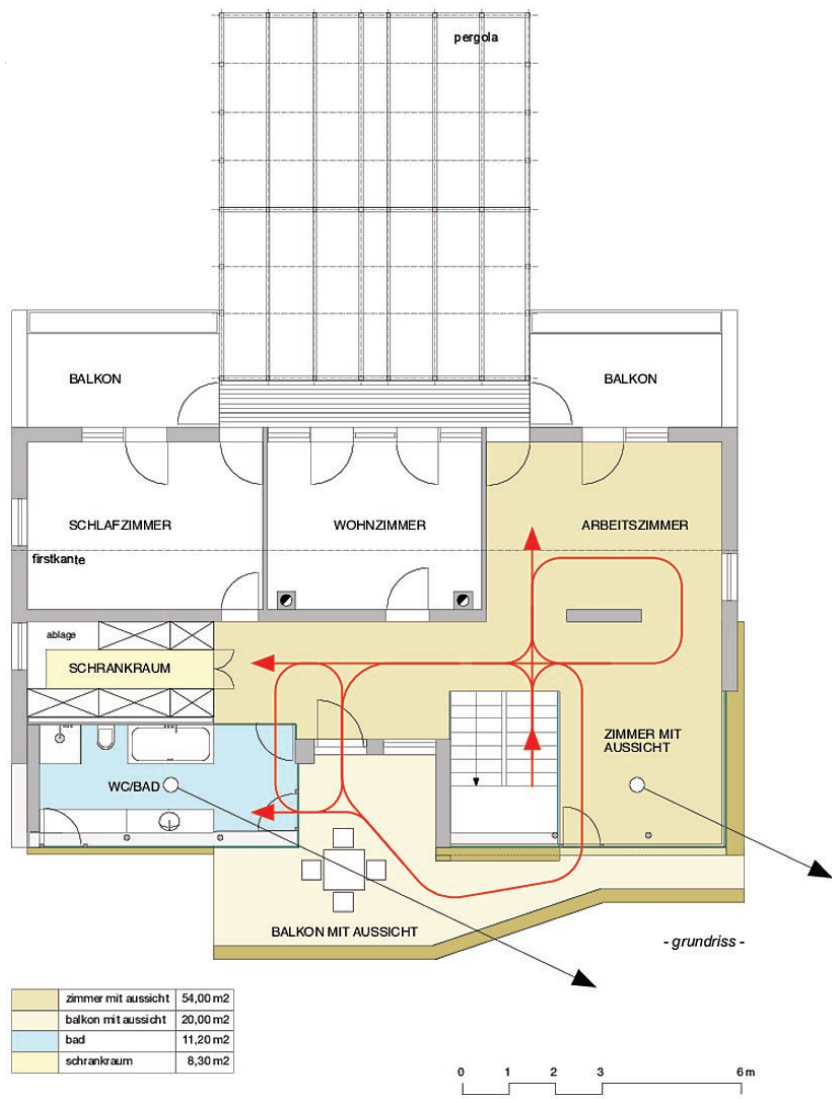 pergola
BALKON
BALKON
SCHLAFZIMMER
WOHNZIMMER
ARBEITSZIMMER
firstkante
ablage
SCHRANKRAUM
ZIMMER MIT
AUSSICHT
WC/BAD
BALKON MIT AUSSICHT
- grundriss -
zimmer mit aussicht 54,00 m2
balkon mit aussicht 20,00 m2
bad 11,20 m2
schrankraum 8,30 m2
0 1 2 3 6 m